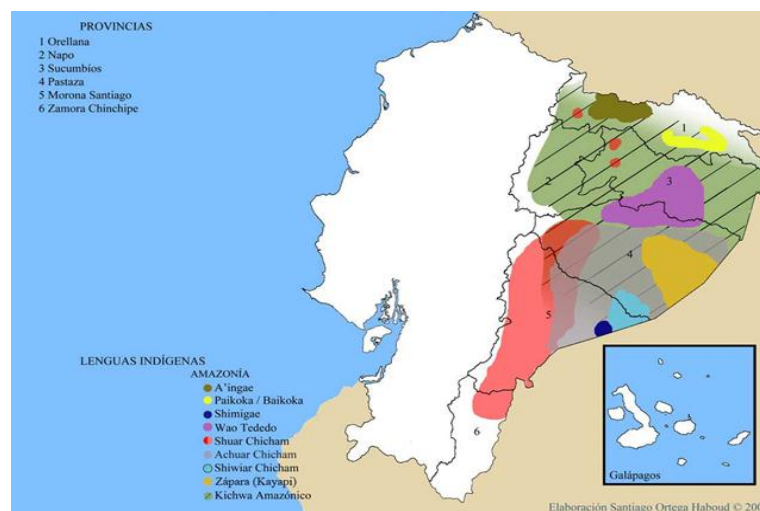 PROVINCIAS
1 Orellana
2 Napo
3 Sucumbíos
4 Pastaza
5 Morona Santiago
6 Zamora Chinchipe
1
2
3
4
5
6
LENGUAS INDÍGENAS
AMAZONÍA
A'ingae
Paikoka / Baikoka
Shimigae
Wao Tededo
Shuar Chicham
Achuar Chicham
Shiwiar Chicham
Zápara (Kayapi)
Kichwa Amazónico
Galápagos
Elaboración Santiago Ortega Haboud ©